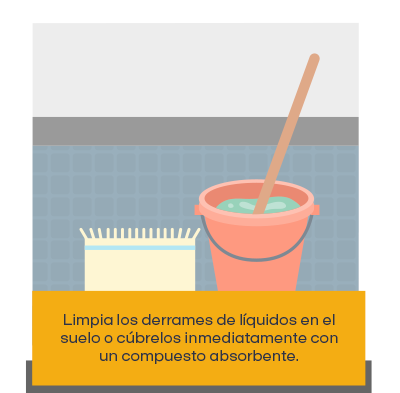 Limpia los derrames de líquidos en el
suelo o cúbrelos inmediatamente con
un compuesto absorbente.